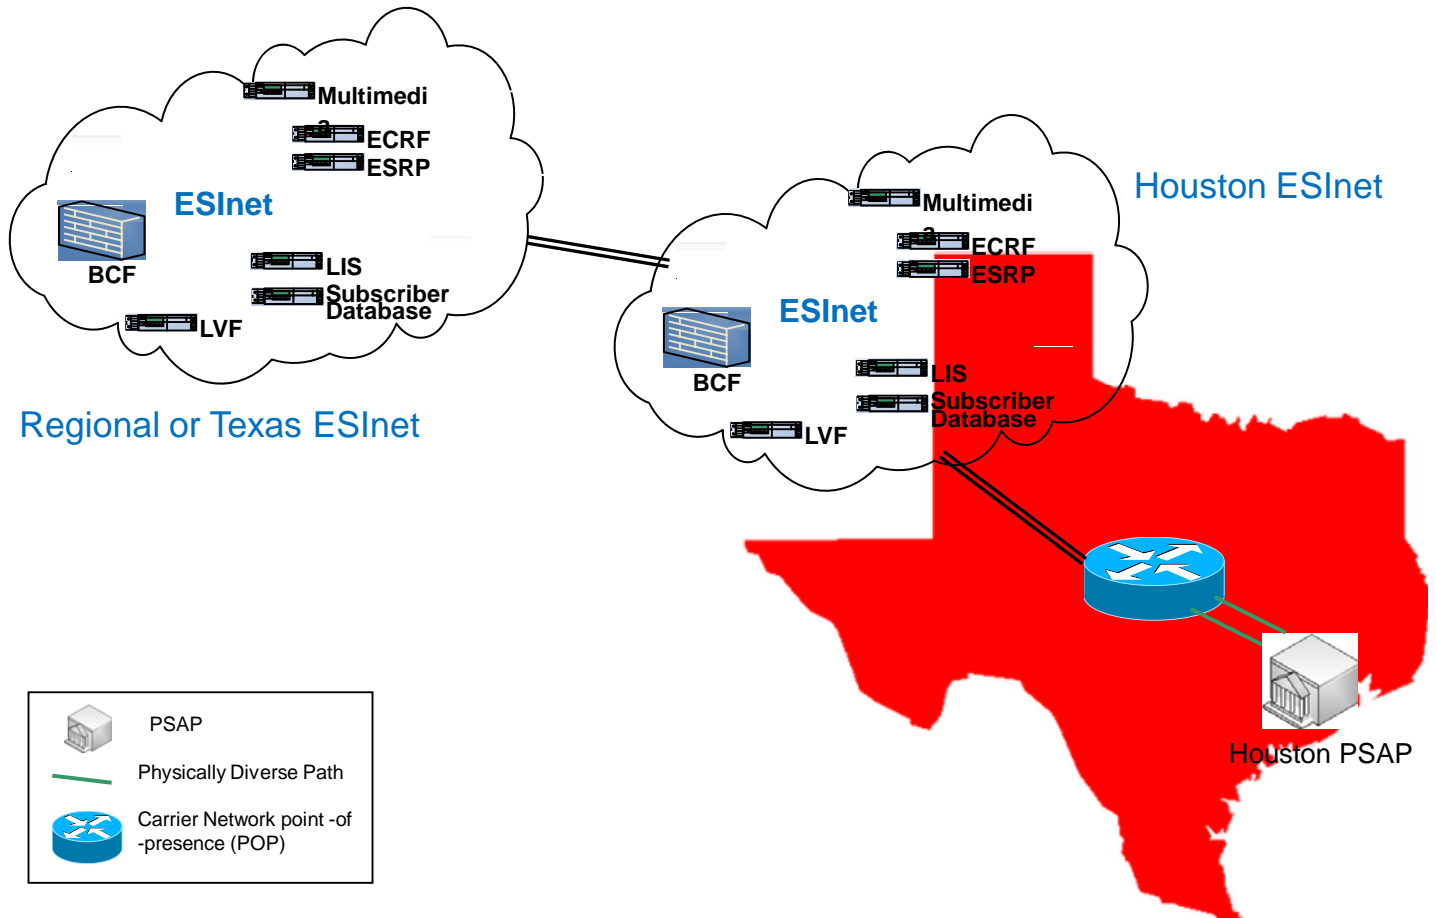 Multimedi
a
ECRF
ESRP
ESInet
BCF
LIS
Subscriber
Database
LVF
Regional or Texas ESInet
Houston ESInet
Multimedi
a
ECRF
ESRP
ESInet
BCF
LIS
Subscriber
Database
LVF
Houston PSAP
PSAP
Physically Diverse Path
Carrier Network point -of
-presence (POP)